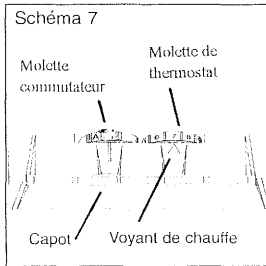 Schéma 7
Molette
commutateur
Molette de
thermostat
Capot
Voyant de chauffe